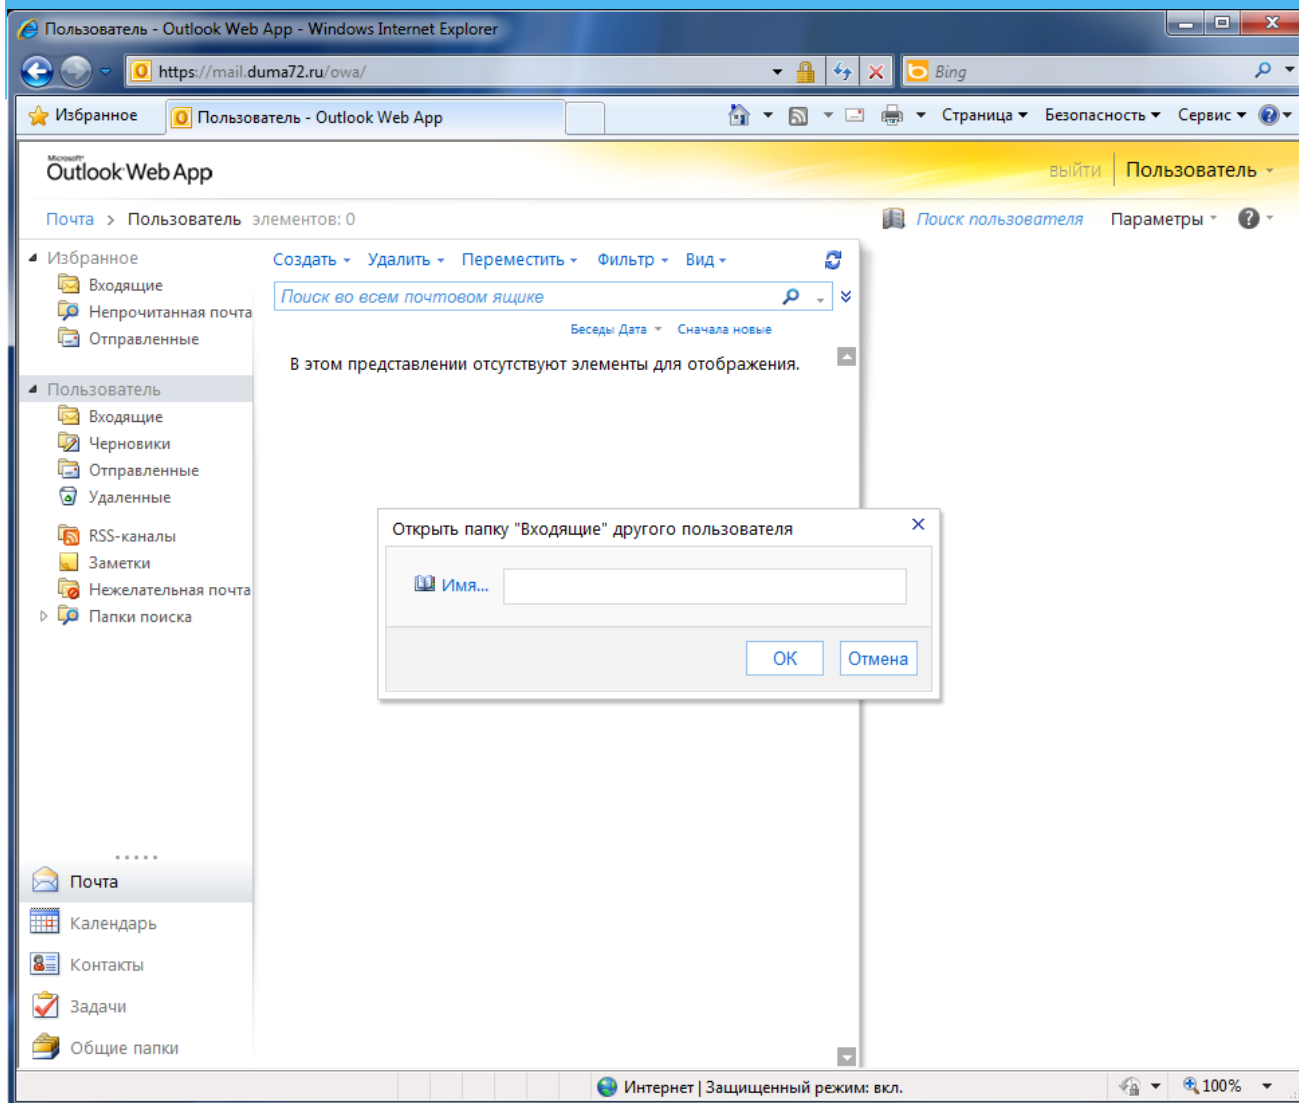 Пользователь - Outlook Web App - Windows Internet Explorer
https://mail.duma72.ru/owa/
Bing
Избранное
Пользователь - Outlook Web App
Страница Безопасность Сервис
Microsoft
Outlook Web App
выйти Пользователь
Почта > Пользователь элементов: 0
Поиск пользователя Параметры
Избранное
Входящие
Непрочитанная почта
Отправленные
Пользователь
Входящие
Черновики
Отправленные
Удаленные
RSS-каналы
Заметки
Нежелательная почта
Папки поиска
Создать Удалить Переместить Фильтр Вид
Поиск во всем почтовом ящике
Беседы Дата Сначала новые
В этом представлении отсутствуют элементы для отображения.
Открыть папку "Входящие" другого пользователя
Имя...
ОК Отмена
Почта
Календарь
Контакты
Задачи
Общие папки
Интернет | Защищенный режим: вкл.
100%